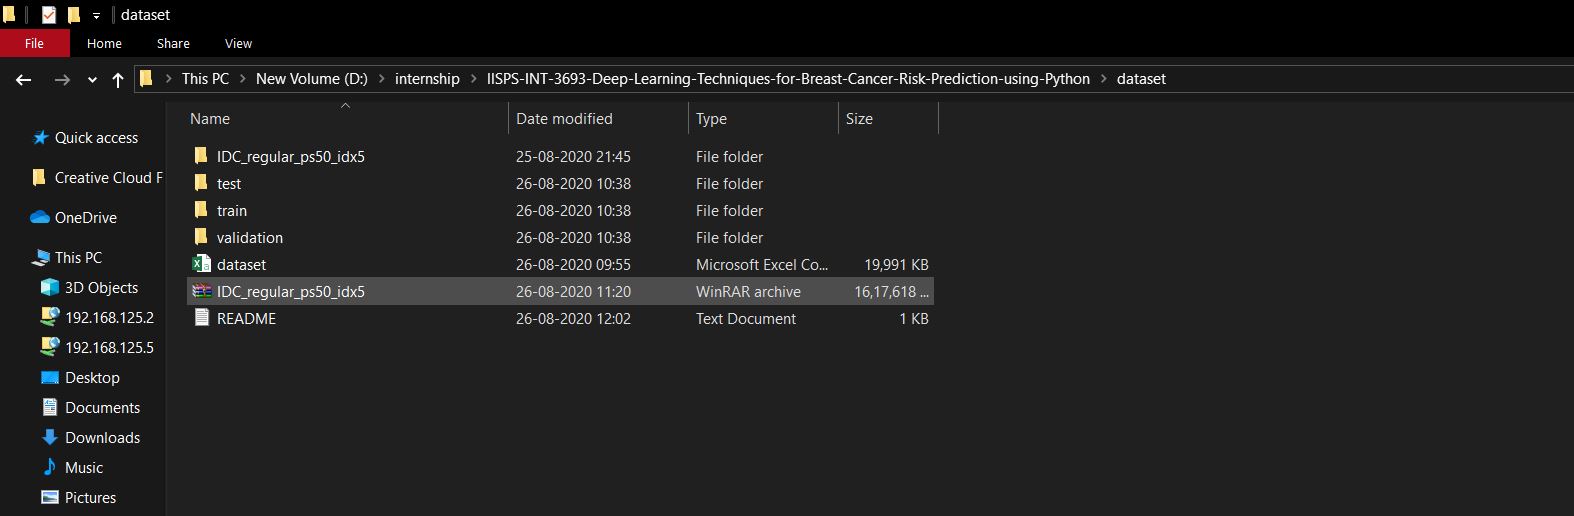 dataset
File Home Share View
This PC New Volume (D:) internship IISPS-INT-3693-Deep-Learning-Techniques-for-Breast-Cancer-Risk-Prediction-using-Python dataset
Name Date modified Type Size
Quick access
Creative Cloud F
OneDrive
This PC
3D Objects
192.168.125.2
192.168.125.5
Desktop
Documents
Downloads
Music
Pictures
IDC_regular_ps50_idx5 25-08-2020 21:45 File folder
test 26-08-2020 10:38 File folder
train 26-08-2020 10:38 File folder
validation 26-08-2020 10:38 File folder
dataset 26-08-2020 09:55 Microsoft Excel Co... 19,991 KB
IDC_regular_ps50_idx5 26-08-2020 11:20 WinRAR archive 16,17,618 ...
README 26-08-2020 12:02 Text Document 1 KB